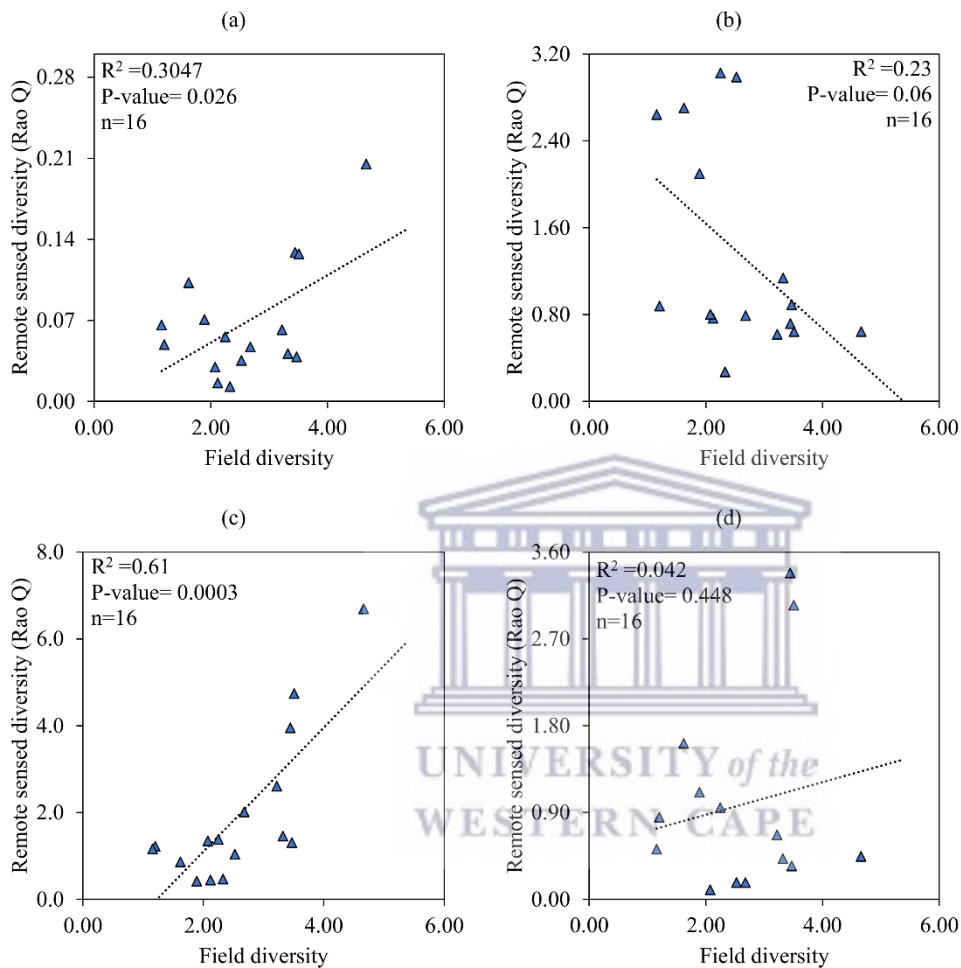 (a)
R² =0.3047
P-value= 0.026
n=16
Remote sensed diversity (Rao Q)
0.28
0.21
0.14
0.07
0.00
0.00 2.00 4.00 6.00
Field diversity
(b)
R² =0.23
P-value= 0.06
n=16
Remote sensed diversity (Rao Q)
3.20
2.40
1.60
0.80
0.00
0.00 2.00 4.00 6.00
Field diversity
(c)
R² =0.61
P-value= 0.0003
n=16
Remote sensed diversity (Rao Q)
8.0
6.0
4.0
2.0
0.0
0.00 2.00 4.00 6.00
Field diversity
(d)
R² =0.042
P-value= 0.448
n=16
Remote sensed diversity (Rao Q)
3.60
2.70
1.80
0.90
0.00
0.00 2.00 4.00 6.00
Field diversity
UNIVERSITY of the
WESTERN CAPE